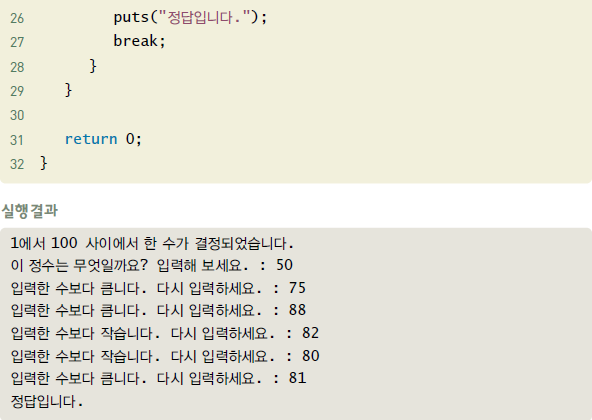 26 puts("정답입니다.");
27 break;
28 }
29 }
30
31 return 0;
32 }
실행결과
1에서 100 사이에서 한 수가 결정되었습니다.
이 정수는 무엇일까요? 입력해 보세요. : 50
입력한 수보다 큽니다. 다시 입력하세요. : 75
입력한 수보다 큽니다. 다시 입력하세요. : 88
입력한 수보다 작습니다. 다시 입력하세요. : 82
입력한 수보다 작습니다. 다시 입력하세요. : 80
입력한 수보다 큽니다. 다시 입력하세요. : 81
정답입니다.